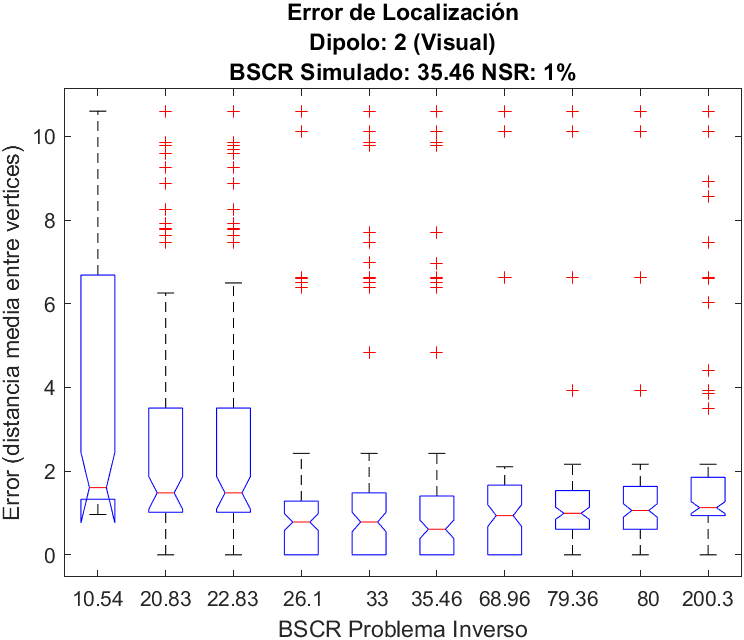 Error de Localización
Dipolo: 2 (Visual)
BSCR Simulado: 35.46 NSR: 1%
Error (distancia media entre vertices)
10
8
6
4
2
0
10.54 20.83 22.83 26.1 33 35.46 68.96 79.36 80 200.3
BSCR Problema Inverso